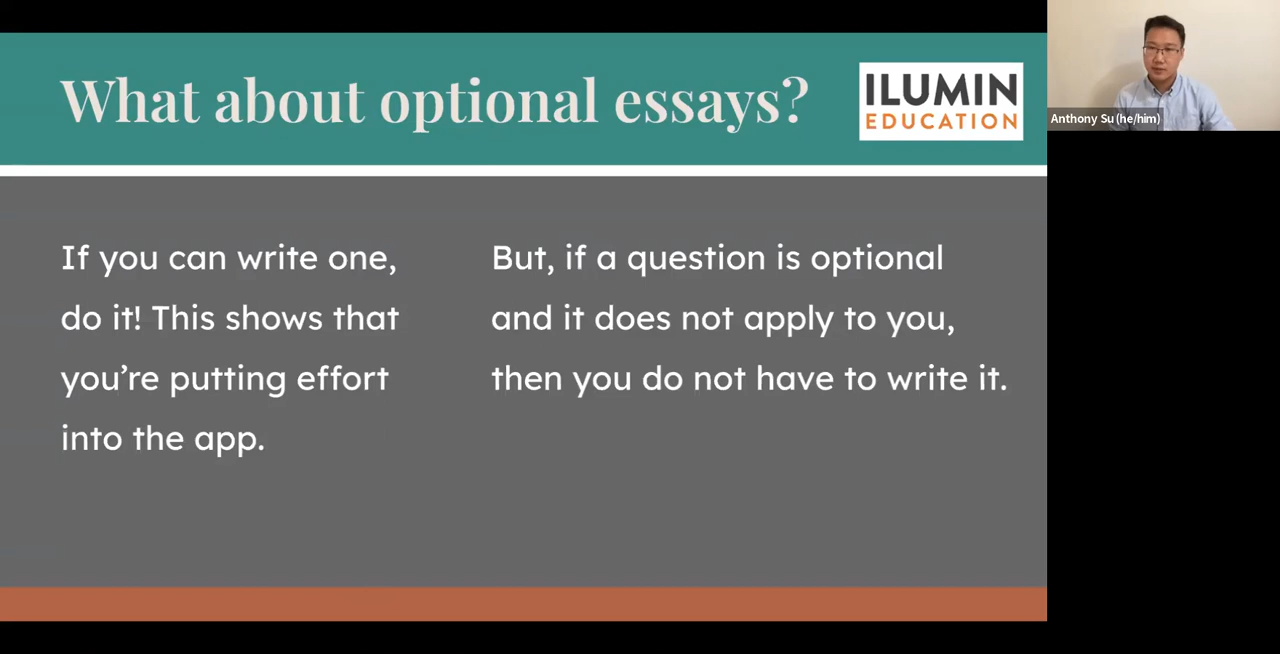 What about optional essays?
ILUMIN
EDUCATION
Anthony Su (he/him)
If you can write one,
do it! This shows that
you’re putting effort
into the app.
But, if a question is optional
and it does not apply to you,
then you do not have to write it.